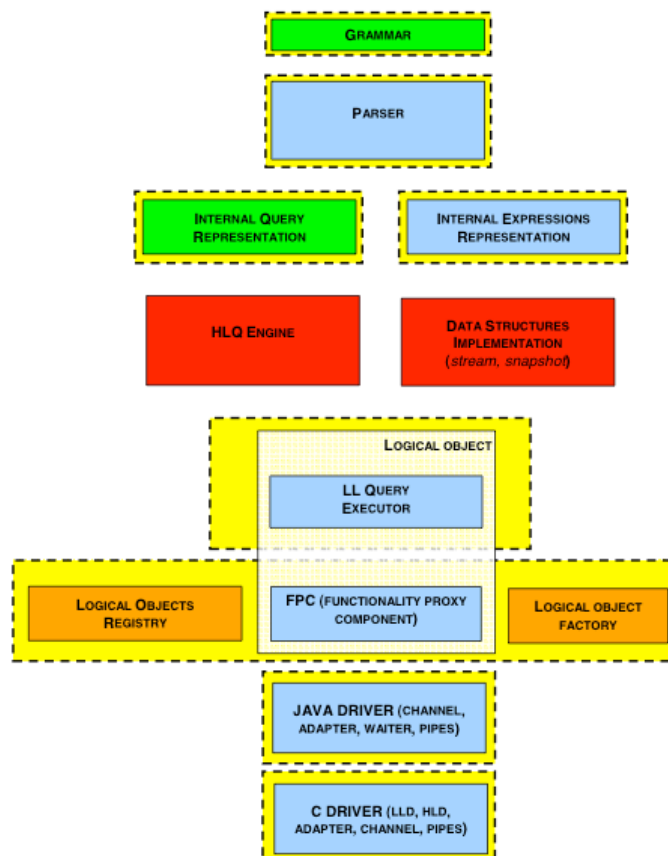 GRAMMAR
PARSER
INTERNAL QUERY
REPRESENTATION
INTERNAL EXPRESSIONS
REPRESENTATION
HLQ ENGINE
DATA STRUCTURES
IMPLEMENTATION
(stream, snapshot)
LOGICAL OBJECT
LL QUERY
EXECUTOR
LOGICAL OBJECTS
REGISTRY
FPC (FUNCTIONALITY PROXY
COMPONENT)
LOGICAL OBJECT
FACTORY
JAVA DRIVER (CHANNEL,
ADAPTER, WAITER, PIPES)
C DRIVER (LLD, HLD,
ADAPTER, CHANNEL, PIPES)